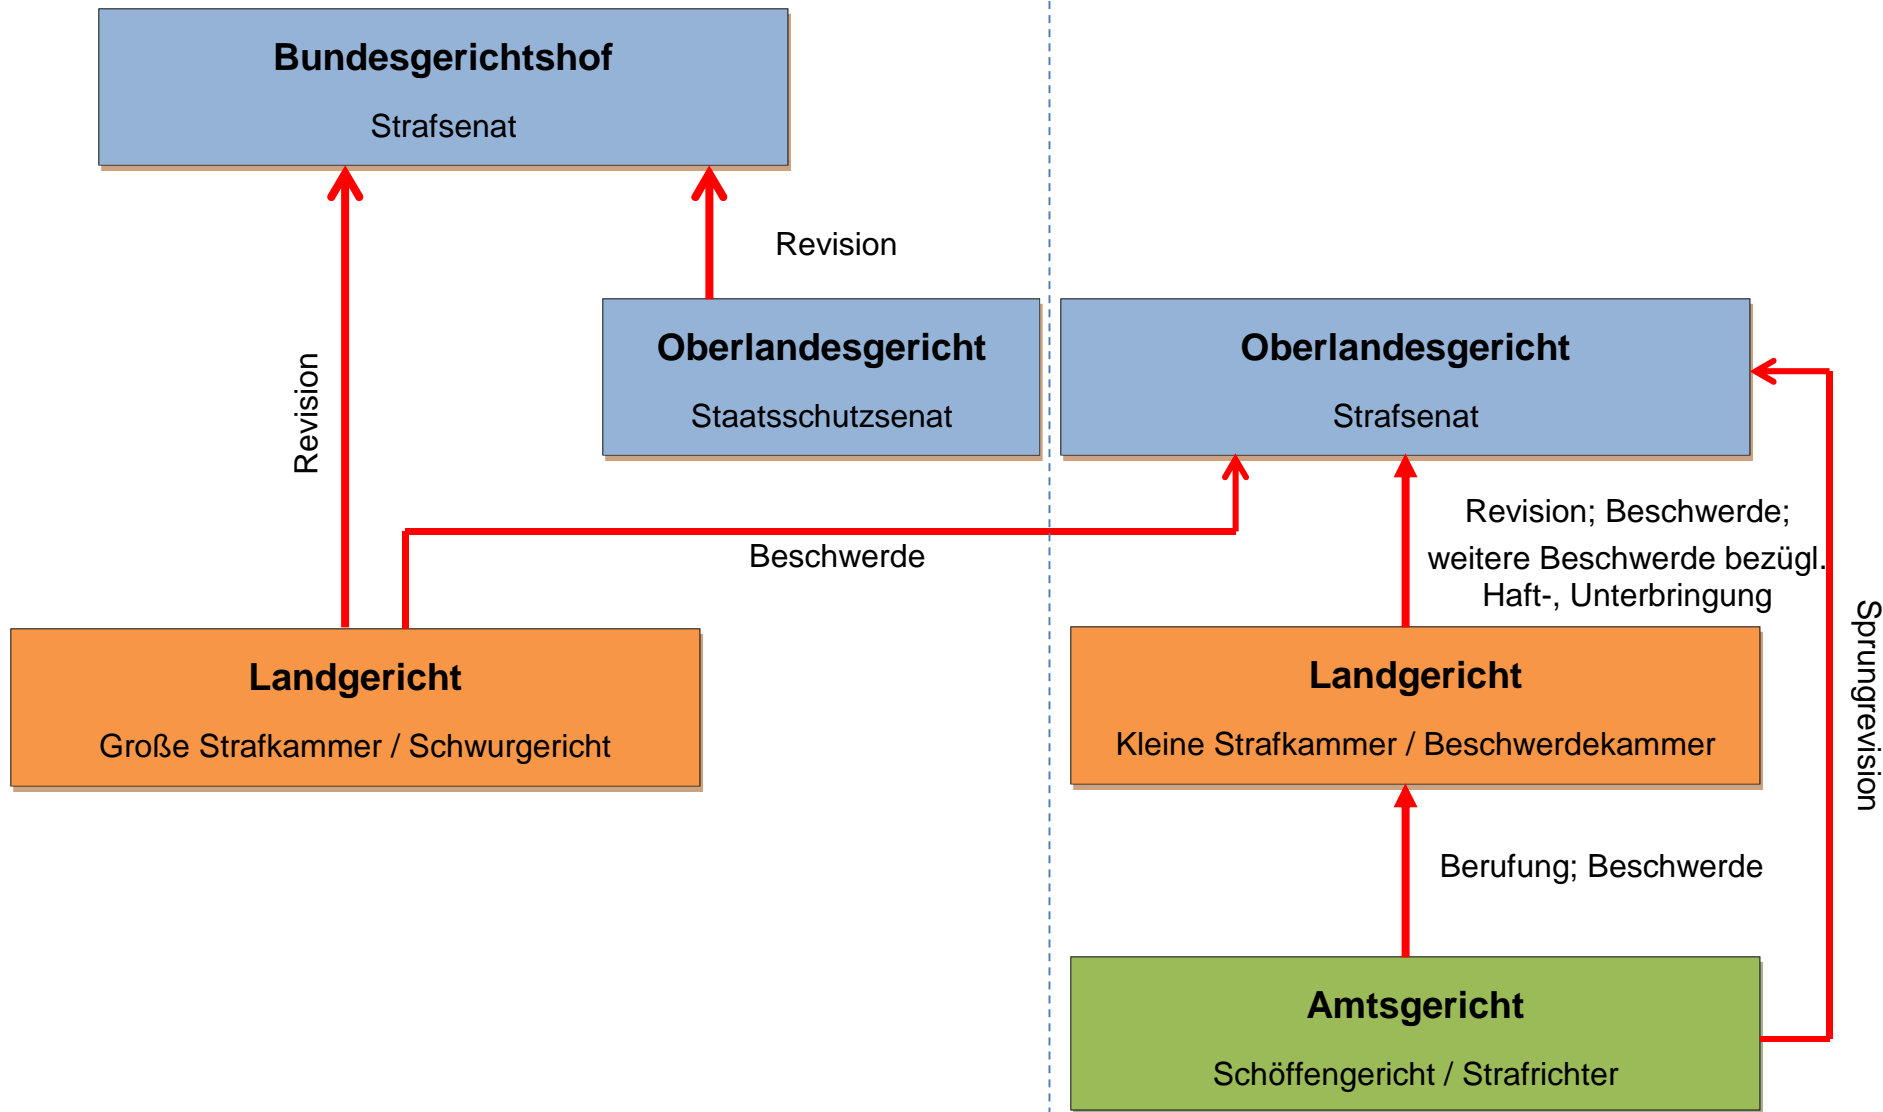 Bundesgerichtshof
Strafsenat
Revision
Oberlandesgericht
Staatsschutzsenat
Oberlandesgericht
Strafsenat
Revision
Beschwerde
Revision; Beschwerde;
weitere Beschwerde bezügl.
Haft-, Unterbringung
Sprungrevision
Landgericht
Große Strafkammer / Schwurgericht
Landgericht
Kleine Strafkammer / Beschwerdekammer
Berufung; Beschwerde
Amtsgericht
Schöffengericht / Strafrichter